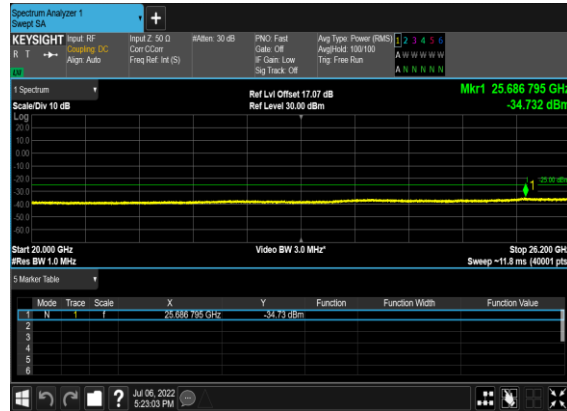 Spectrum Analyzer 1
Swept SA
KEYSIGHT Input: RF Input Z: 50 Ω #Atten: 30 dB PNO: Fast Avg Type: Power (RMS) 1 2 3 4 5 6
R T Coupling: DC Corr CCorr Gate: Off Avg|Hold: 100/100 A W W W W W
Align: Auto Freq Ref: Int (S) IF Gain: Low Trig: Free Run
LW Sig Track: Off A N N N N N
1 Spectrum Ref Lvl Offset 17.07 dB Mkr1 25.686 795 GHz
Scale/Div 10 dB Ref Level 30.00 dBm -34.732 dBm
Log
20.0
10.0
0.00
-10.0
-20.0
1 -25.00 dBm
-30.0
-40.0
-50.0
-60.0
Start 20.000 GHz Video BW 3.0 MHz* Stop 26.200 GHz
#Res BW 1.0 MHz Sweep ~11.8 ms (40001 pts
5 Marker Table
Mode Trace Scale X Y Function Function Width Function Value
1 N 1 f 25.686 795 GHz -34.73 dBm
2
3
4
5
6
? Jul 06, 2022
5:23:03 PM